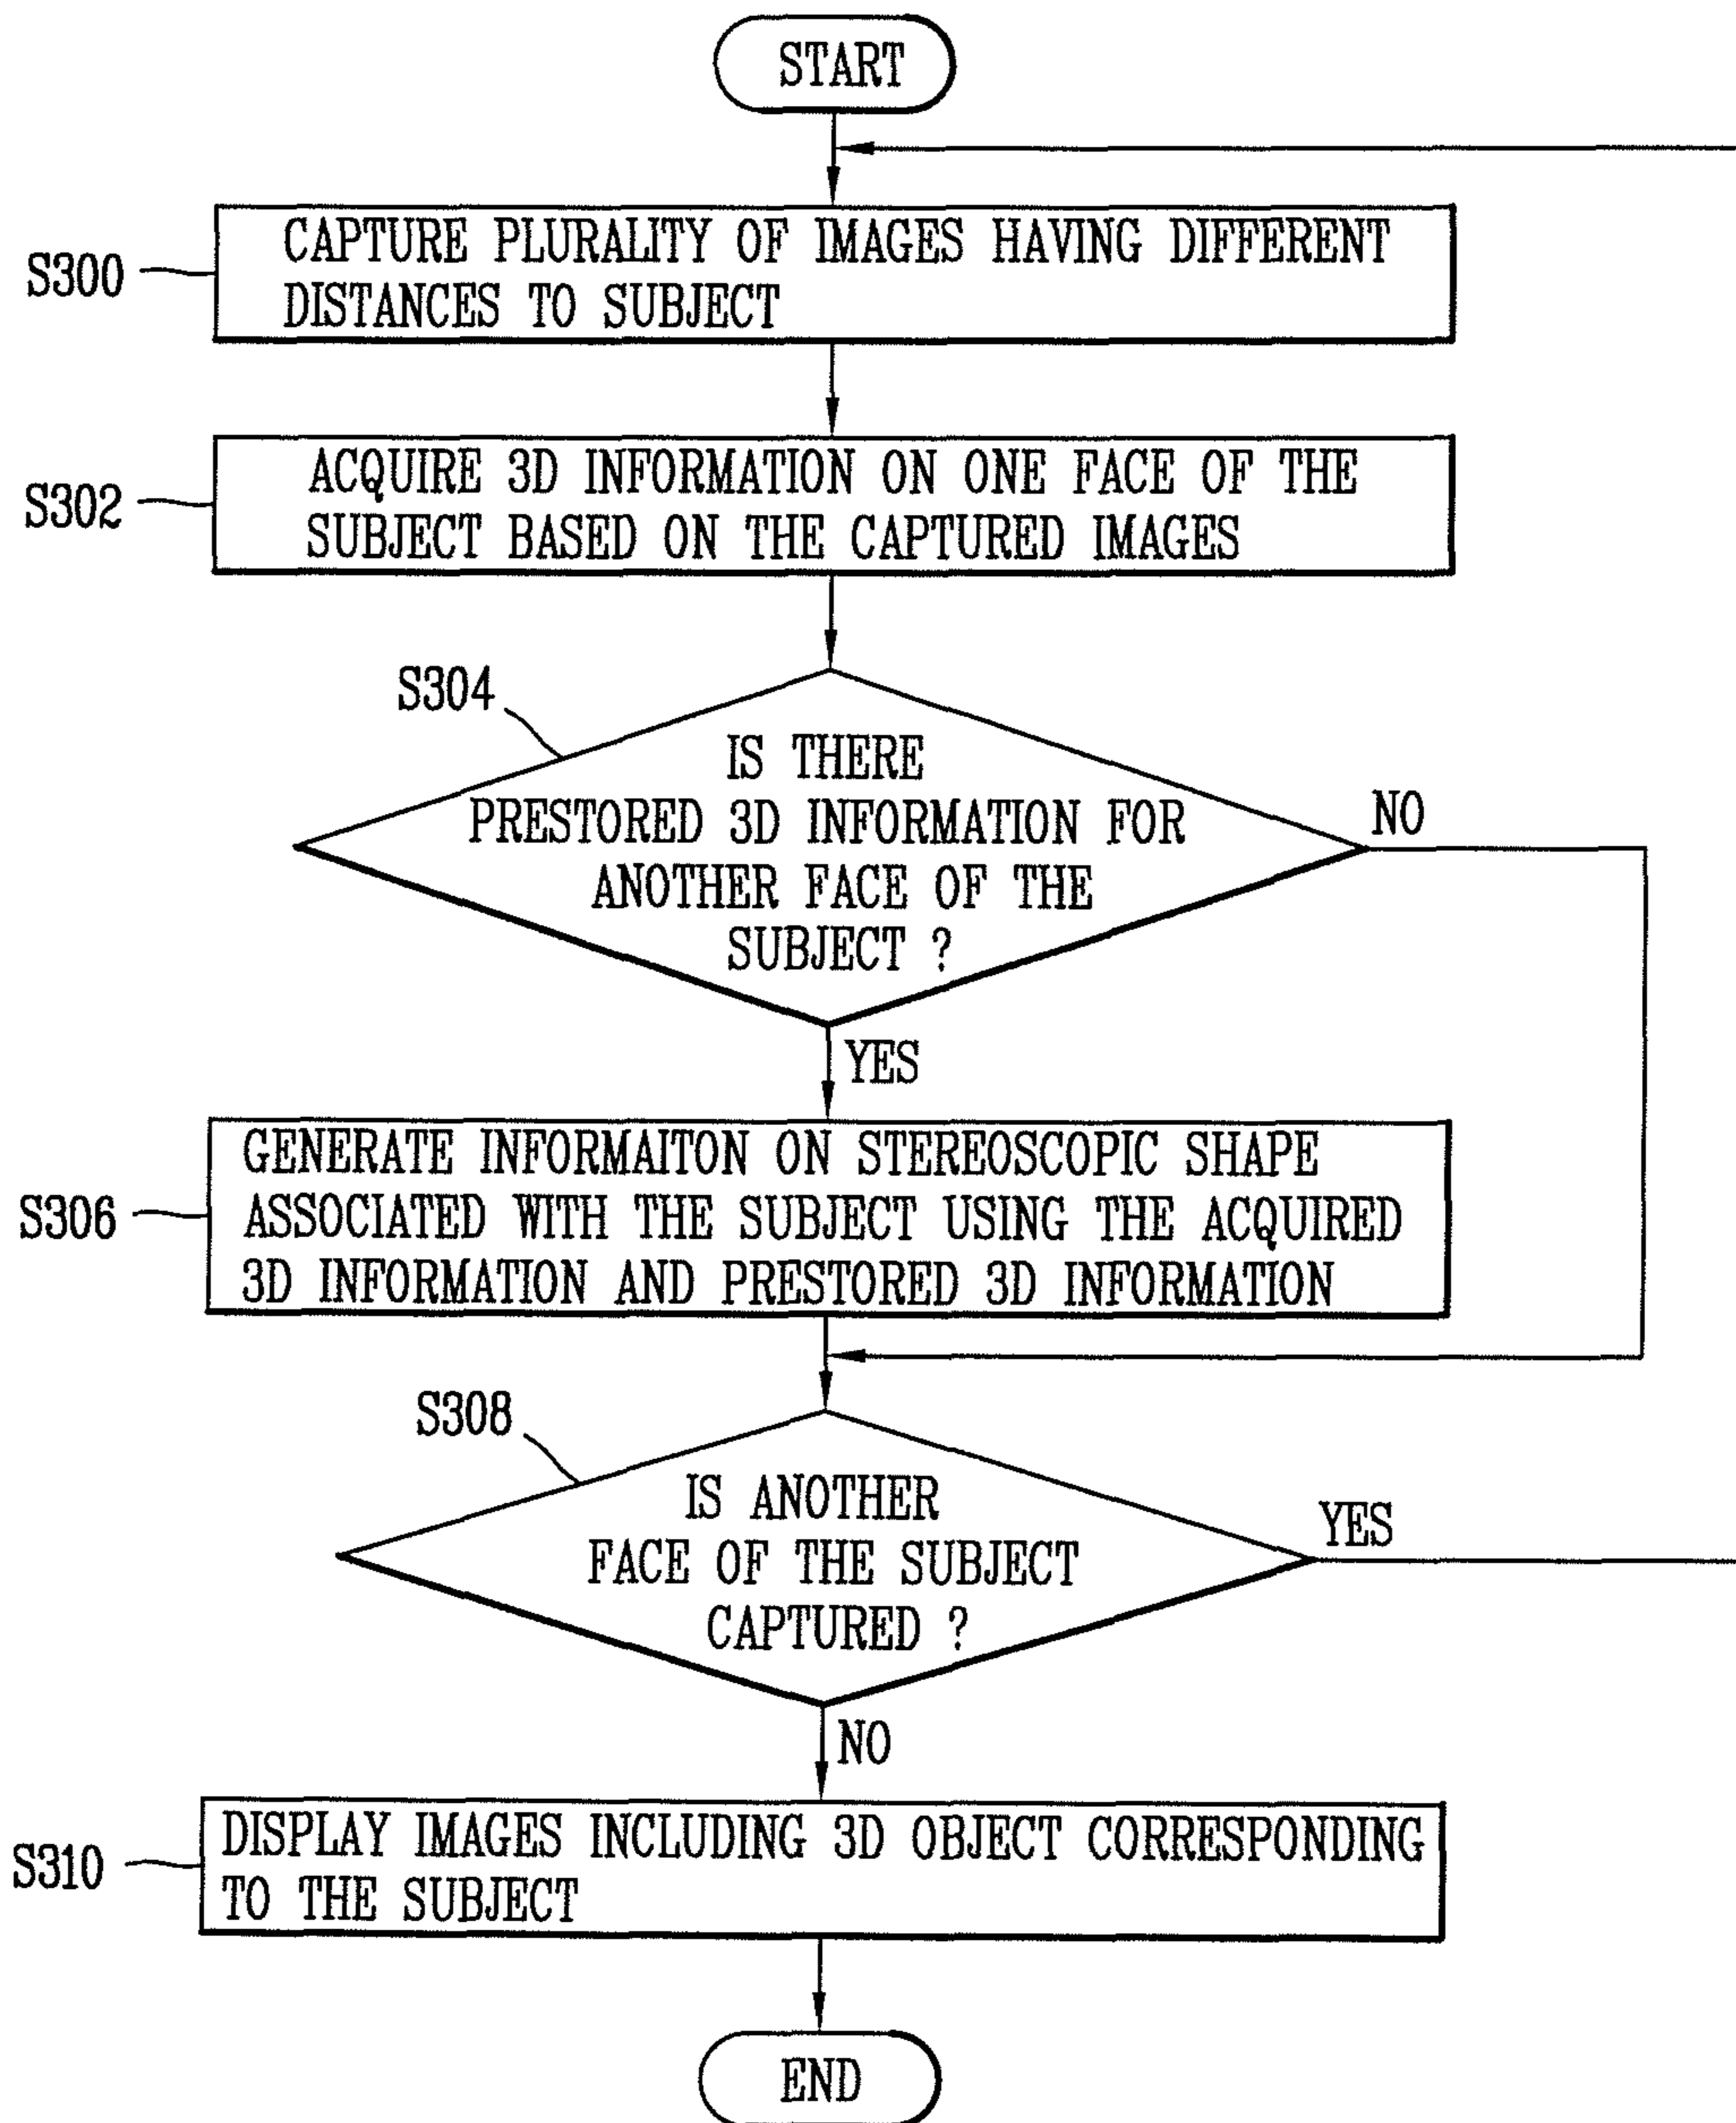 START
S300
CAPTURE PLURALITY OF IMAGES HAVING DIFFERENT
DISTANCES TO SUBJECT
S302
ACQUIRE 3D INFORMATION ON ONE FACE OF THE
SUBJECT BASED ON THE CAPTURED IMAGES
S304
IS THERE
PRESTORED 3D INFORMATION FOR
ANOTHER FACE OF THE
SUBJECT ?
NO
YES
S306
GENERATE INFORMAITON ON STEREOSCOPIC SHAPE
ASSOCIATED WITH THE SUBJECT USING THE ACQUIRED
3D INFORMATION AND PRESTORED 3D INFORMATION
S308
IS ANOTHER
FACE OF THE SUBJECT
CAPTURED ?
YES
NO
S310
DISPLAY IMAGES INCLUDING 3D OBJECT CORRESPONDING
TO THE SUBJECT
END